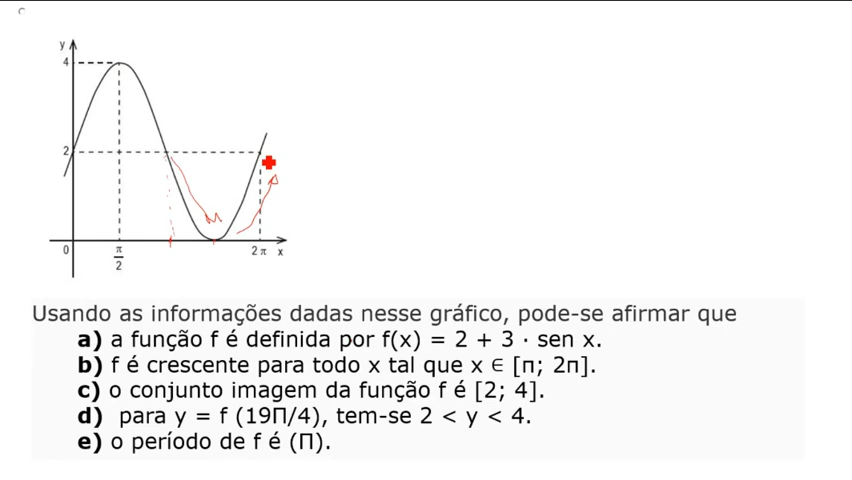 c
y
4
2
0
π
2
2 π
x
Usando as informações dadas nesse gráfico, pode-se afirmar que
a) a função f é definida por f(x) = 2 + 3 · sen x.
b) f é crescente para todo x tal que x ∈ [п; 2п].
c) o conjunto imagem da função f é [2; 4].
d) para y = f (19Π/4), tem-se 2 < y < 4.
e) o período de f é (Π).